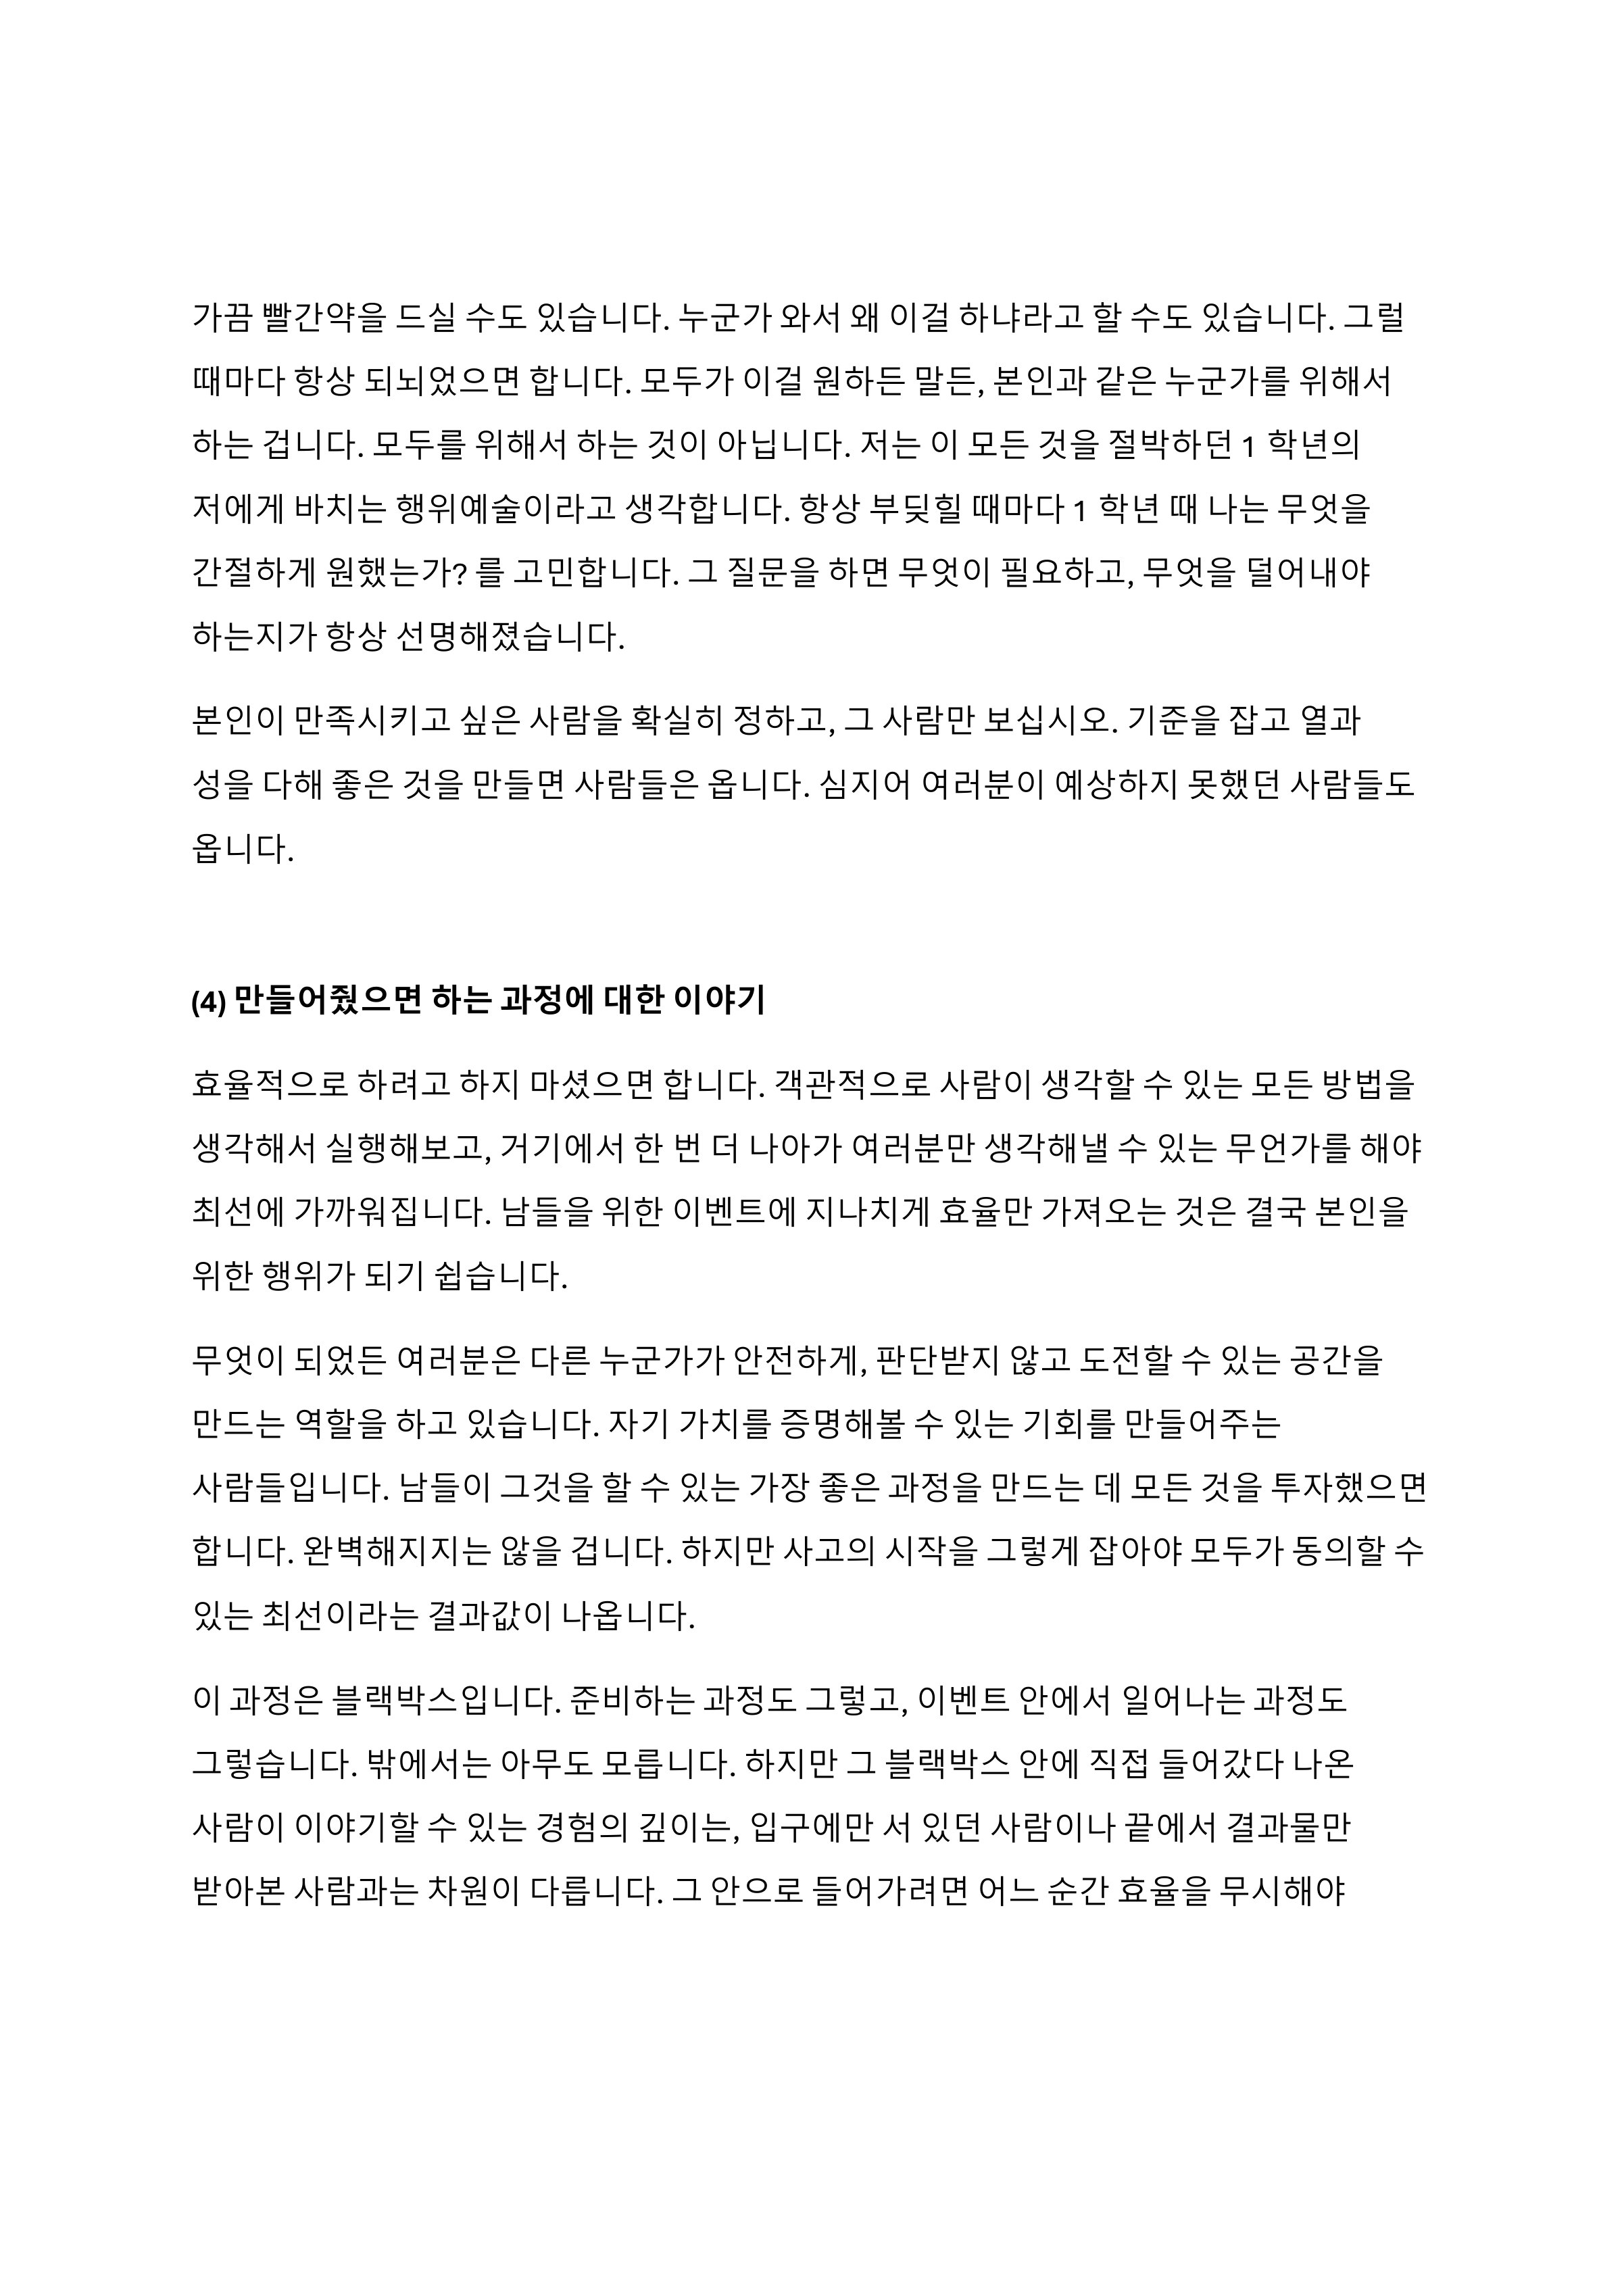 가끔 빨간약을 드실 수도 있습니다. 누군가 와서 왜 이걸 하냐라고 할 수도 있습니다. 그럴
때마다 항상 되뇌었으면 합니다. 모두가 이걸 원하든 말든, 본인과 같은 누군가를 위해서
하는 겁니다. 모두를 위해서 하는 것이 아닙니다. 저는 이 모든 것을 절박하던 1 학년의
저에게 바치는 행위예술이라고 생각합니다. 항상 부딪힐 때마다 1 학년 때 나는 무엇을
간절하게 원했는가? 를 고민합니다. 그 질문을 하면 무엇이 필요하고, 무엇을 덜어내야
하는지가 항상 선명해졌습니다.
본인이 만족시키고 싶은 사람을 확실히 정하고, 그 사람만 보십시오. 기준을 잡고 열과
성을 다해 좋은 것을 만들면 사람들은 옵니다. 심지어 여러분이 예상하지 못했던 사람들도
옵니다.
(4) 만들어줬으면 하는 과정에 대한 이야기
효율적으로 하려고 하지 마셨으면 합니다. 객관적으로 사람이 생각할 수 있는 모든 방법을
생각해서 실행해보고, 거기에서 한 번 더 나아가 여러분만 생각해낼 수 있는 무언가를 해야
최선에 가까워집니다. 남들을 위한 이벤트에 지나치게 효율만 가져오는 것은 결국 본인을
위한 행위가 되기 쉽습니다.
무엇이 되었든 여러분은 다른 누군가가 안전하게, 판단받지 않고 도전할 수 있는 공간을
만드는 역할을 하고 있습니다. 자기 가치를 증명해볼 수 있는 기회를 만들어주는
사람들입니다. 남들이 그것을 할 수 있는 가장 좋은 과정을 만드는 데 모든 것을 투자했으면
합니다. 완벽해지지는 않을 겁니다. 하지만 사고의 시작을 그렇게 잡아야 모두가 동의할 수
있는 최선이라는 결과값이 나옵니다.
이 과정은 블랙박스입니다. 준비하는 과정도 그렇고, 이벤트 안에서 일어나는 과정도
그렇습니다. 밖에서는 아무도 모릅니다. 하지만 그 블랙박스 안에 직접 들어갔다 나온
사람이 이야기할 수 있는 경험의 깊이는, 입구에만 서 있던 사람이나 끝에서 결과물만
받아본 사람과는 차원이 다릅니다. 그 안으로 들어가려면 어느 순간 효율을 무시해야